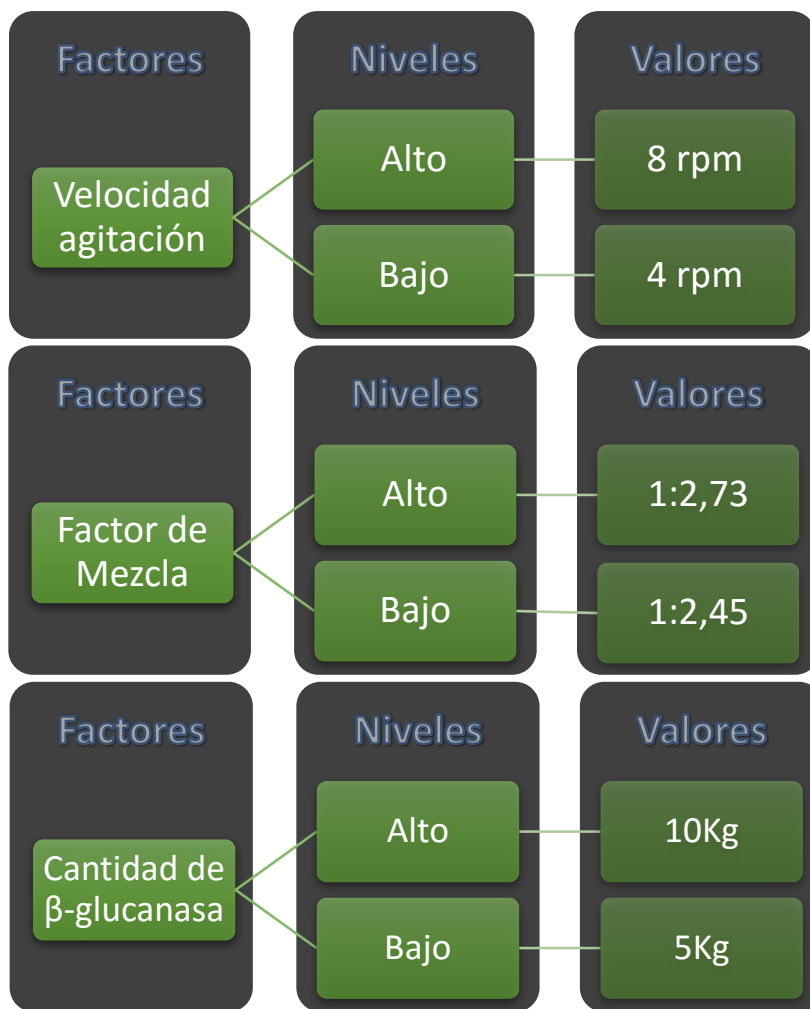 Factores
Niveles
Valores
Velocidad
agitación
Alto
8 rpm
Bajo
4 rpm
Factores
Niveles
Valores
Factor de
Mezcla
Alto
1:2,73
Bajo
1:2,45
Factores
Niveles
Valores
Cantidad de
β-glucanasa
Alto
10Kg
Bajo
5Kg